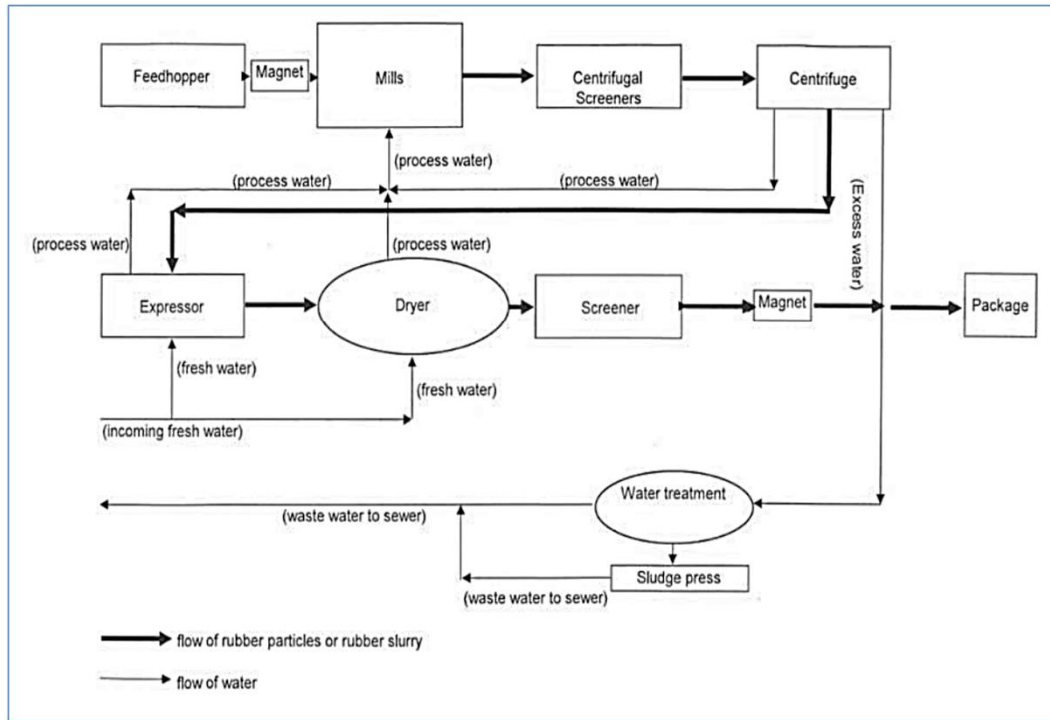 Feedhopper
Magnet
Mills
Centrifugal
Screeners
Centrifuge
(process water)
(process water)
(process water)
(Excess water)
(process water)
(process water)
Expressor
Dryer
Screener
Magnet
Package
(fresh water)
(fresh water)
(incoming fresh water)
Water treatment
(waste water to sewer)
Sludge press
(waste water to sewer)
flow of rubber particles or rubber slurry
flow of water